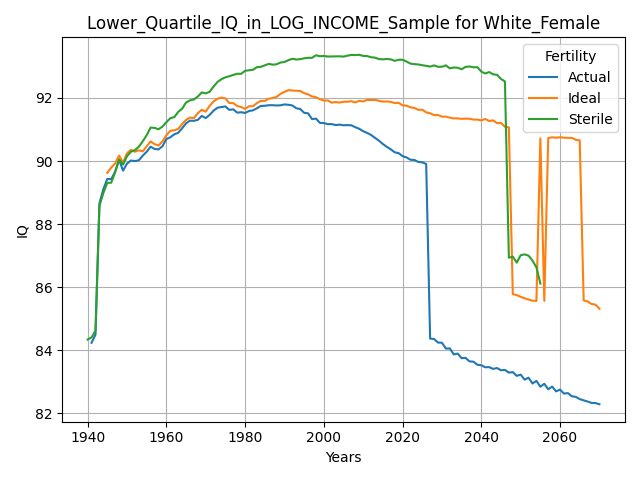 Lower_Quartile_IQ_in_LOG_INCOME_Sample for White_Female
Fertility
Actual
Ideal
Sterile
IQ
92
90
88
86
84
82
1940 1960 1980 2000 2020 2040 2060
Years